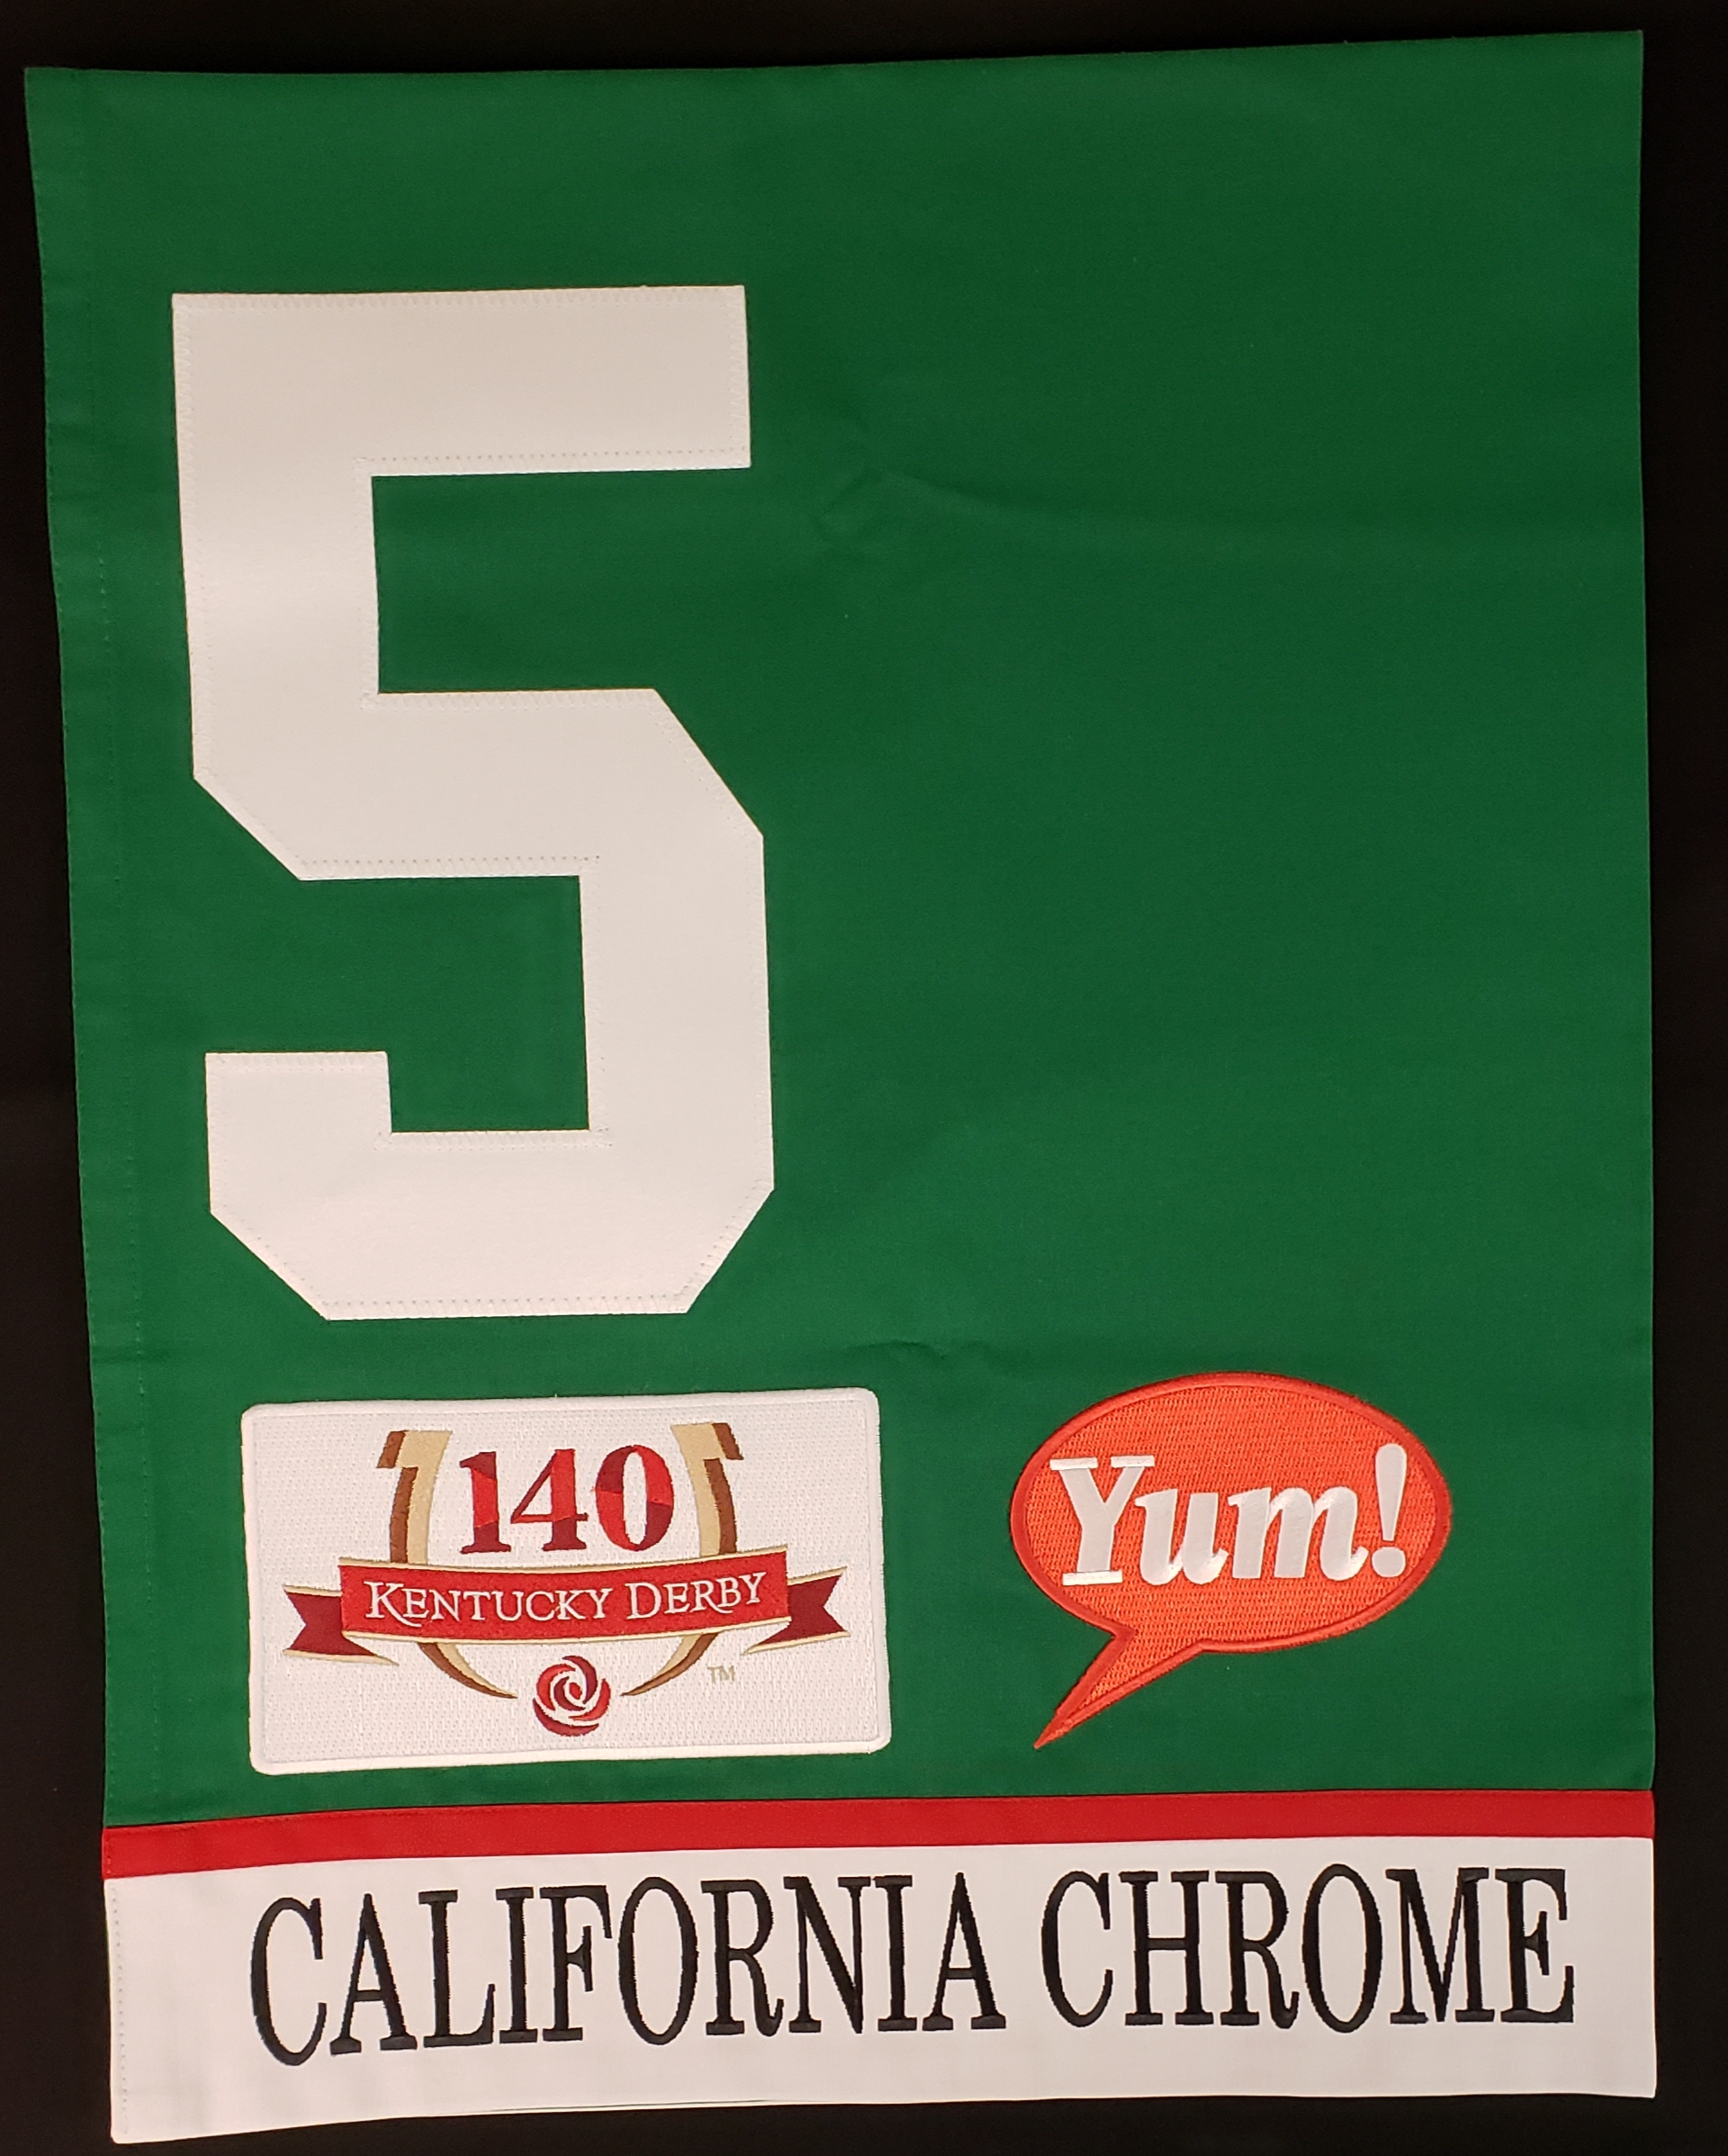 5
140
KENTUCKY DERBY
TM
Yum!
CALIFORNIA CHROME